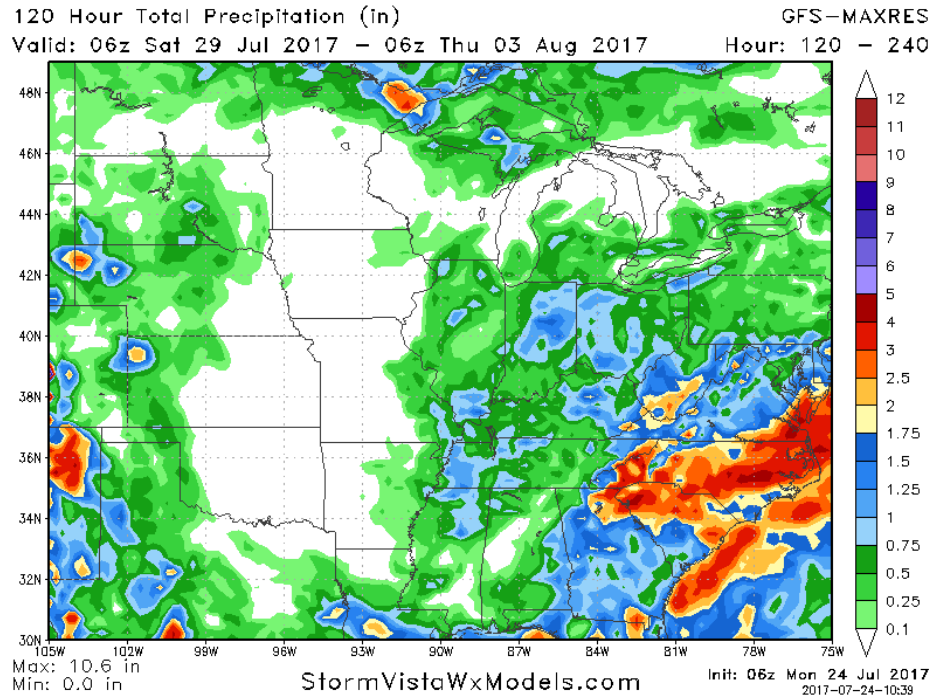 120 Hour Total Precipitation (in) GFS-MAXRES
Valid: 06z Sat 29 Jul 2017 - 06z Thu 03 Aug 2017 Hour: 120 - 240
48N
46N
44N
42N
40N
38N
36N
34N
32N
30N
105W 102W 99W 96W 93W 90W 87W 84W 81W 78W 75W
12
11
10
9
8
7
6
5
4
3
2.5
2
1.75
1.5
1.25
1
0.75
0.5
0.25
0.1
Max: 10.6 in
Min: 0.0 in
StormVistaWxModels.com
Init: 06z Mon 24 Jul 2017
2017-07-24-10:39